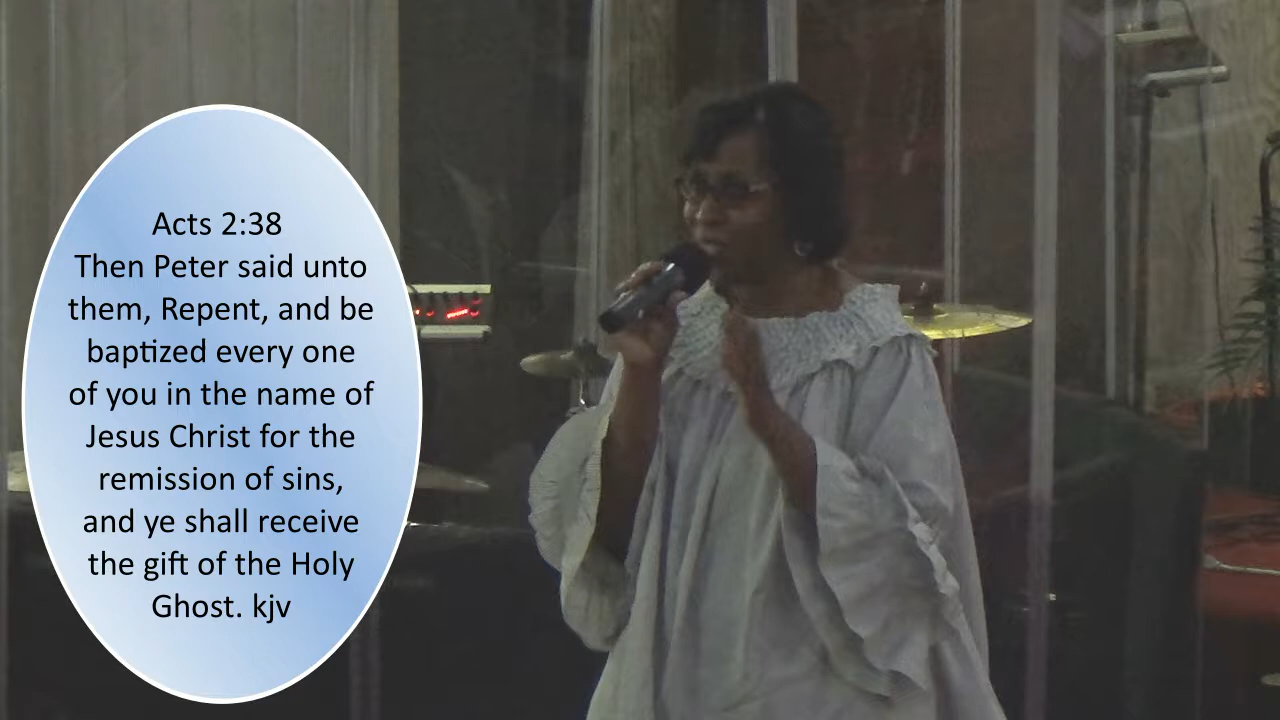 Acts 2:38
Then Peter said unto
them, Repent, and be
baptized every one
of you in the name of
Jesus Christ for the
remission of sins,
and ye shall receive
the gift of the Holy
Ghost. kjv